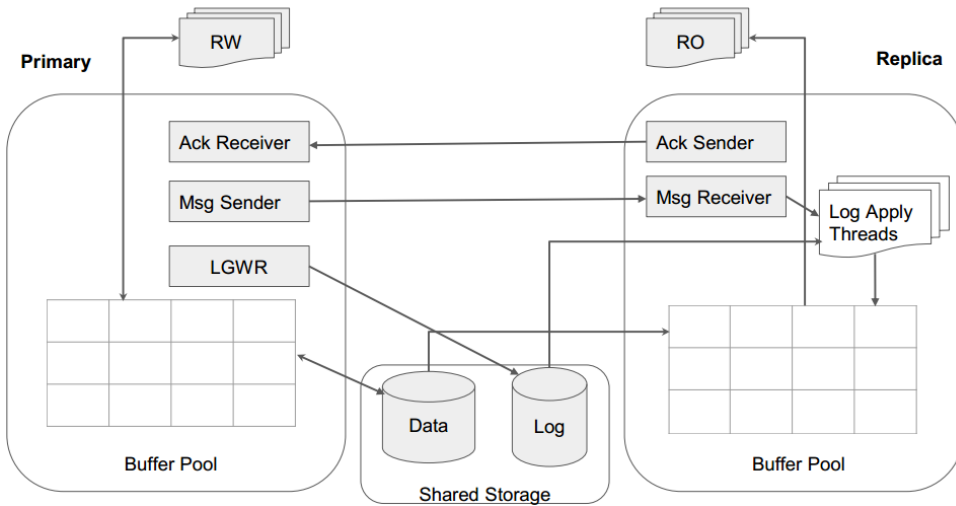 RW
RO
Primary
Replica
Ack Receiver
Ack Sender
Msg Sender
Msg Receiver
Log Apply
Threads
LGWR
Data
Log
Buffer Pool
Buffer Pool
Shared Storage